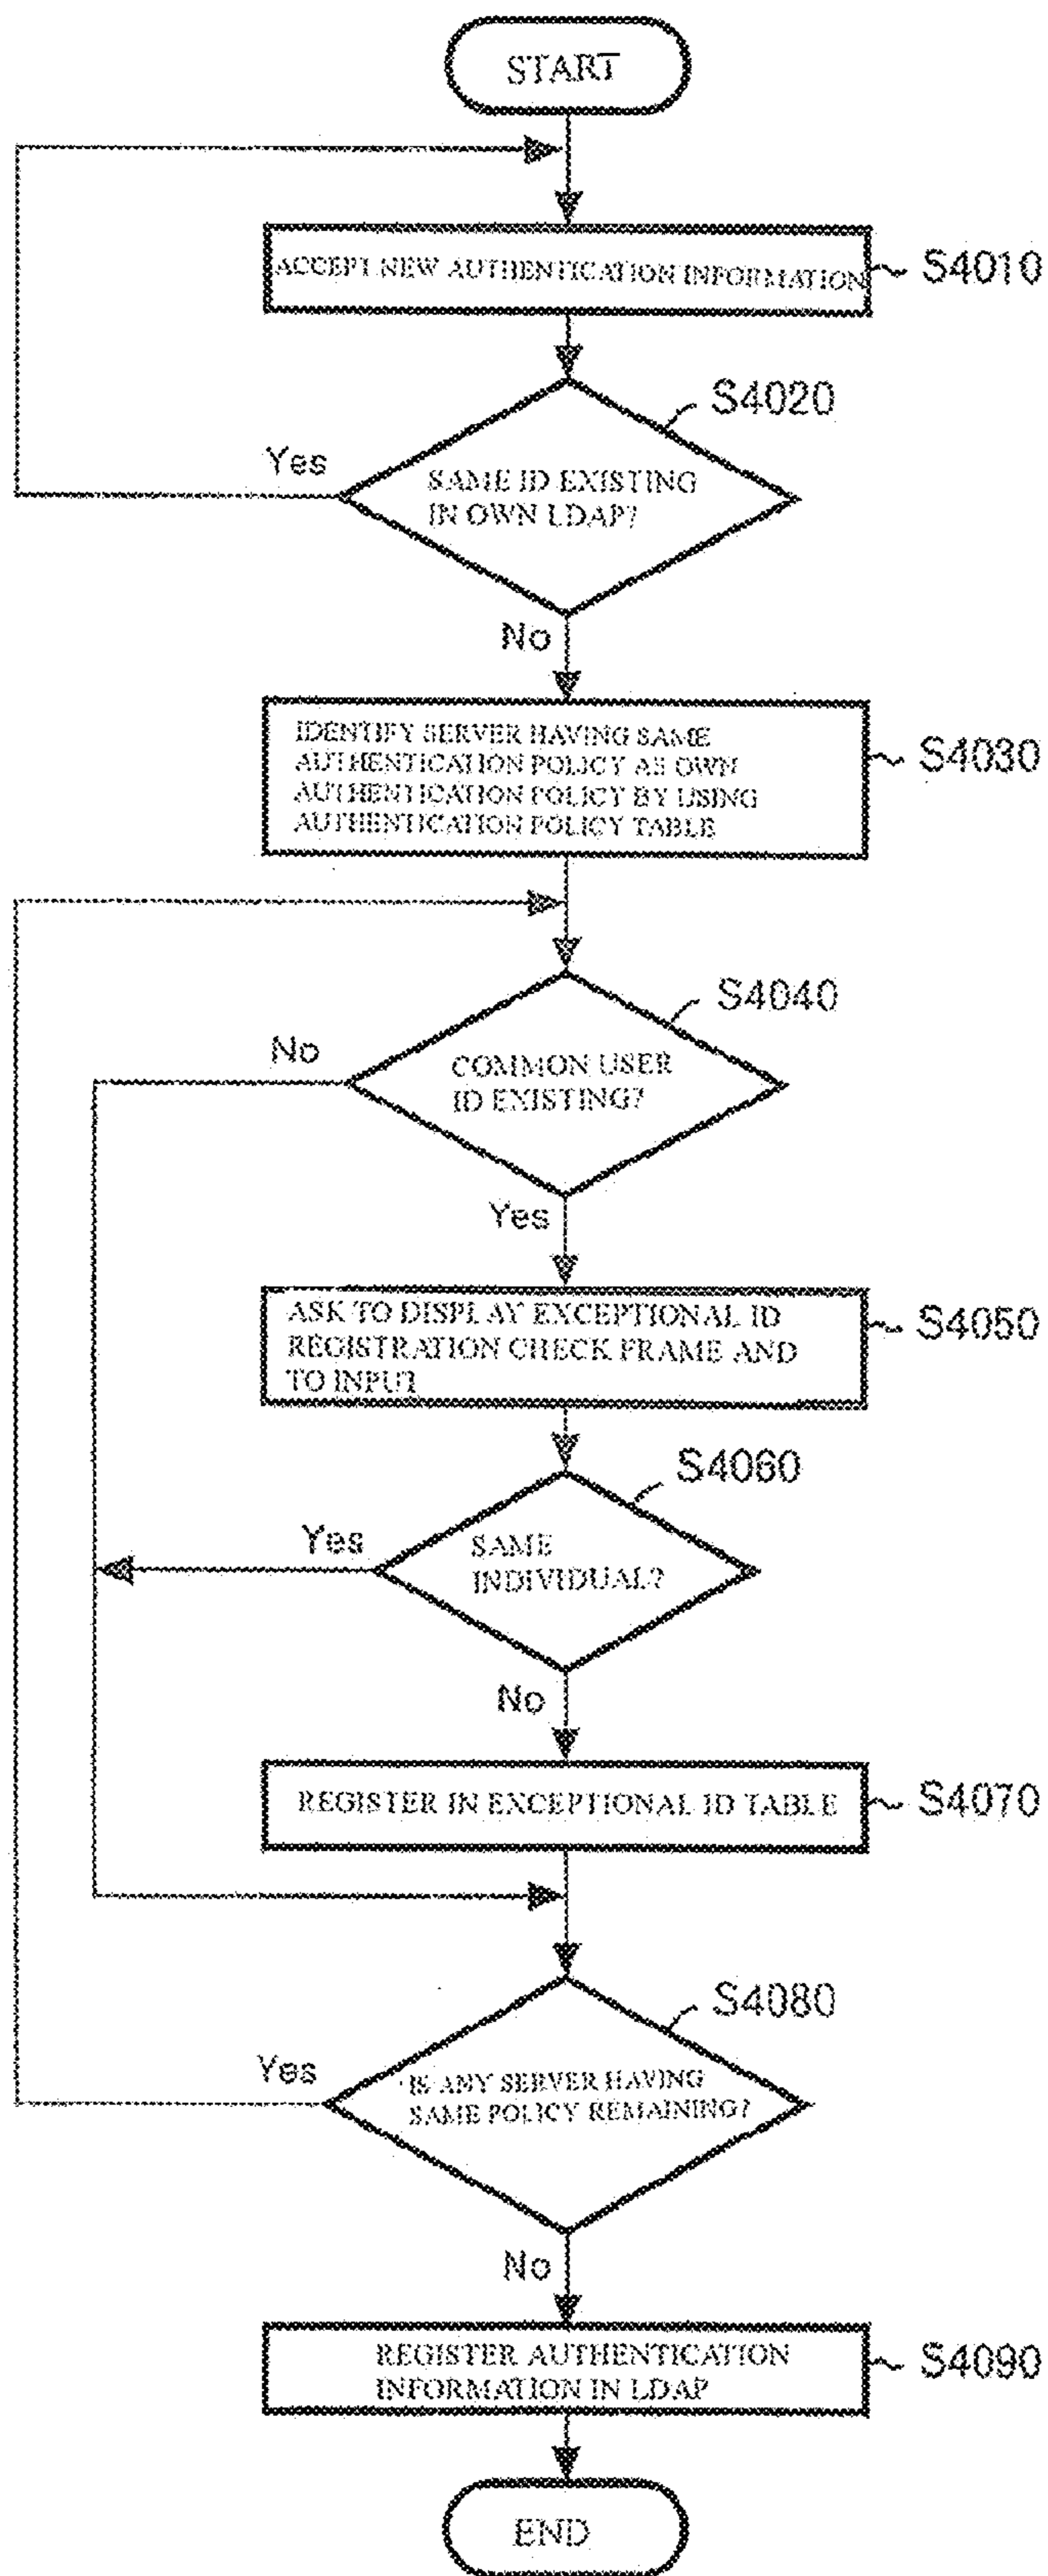 START
ACCEPT NEW AUTHENTICATION INFORMATION
S4010
S4020
Yes
SAME ID EXISTING
IN OWN LDAP?
No
IDENTIFY SERVER HAVING SAME
AUTHENTICATION POLICY AS OWN
AUTHENTICATION POLICY BY USING
AUTHENTICATION POLICY TABLE
S4030
S4040
No
COMMON USER
ID EXISTING?
Yes
ASK TO DISPLAY EXCEPTIONAL ID
REGISTRATION CHECK FRAME AND
TO INPUT
S4050
S4060
Yes
SAME
INDIVIDUAL?
No
REGISTER IN EXCEPTIONAL ID TABLE
S4070
S4080
Yes
IS ANY SERVER HAVING
SAME POLICY REMAINING?
No
REGISTER AUTHENTICATION
INFORMATION IN LDAP
S4090
END